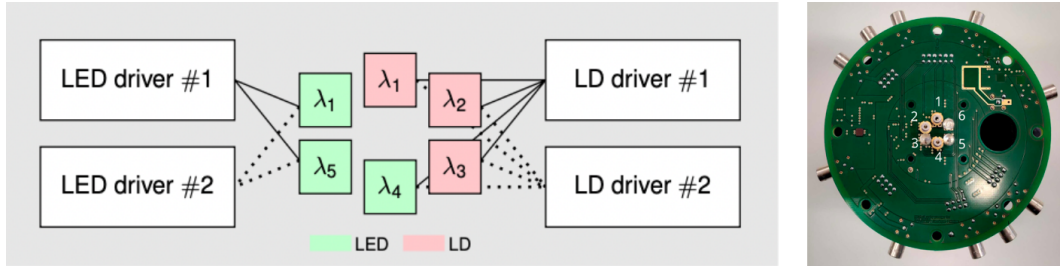 LED driver #1
LED driver #2
λ1
λ5
λ1
λ2
λ4
λ3
LD driver #1
LD driver #2
LED
LD
1
2
3
4
5
6